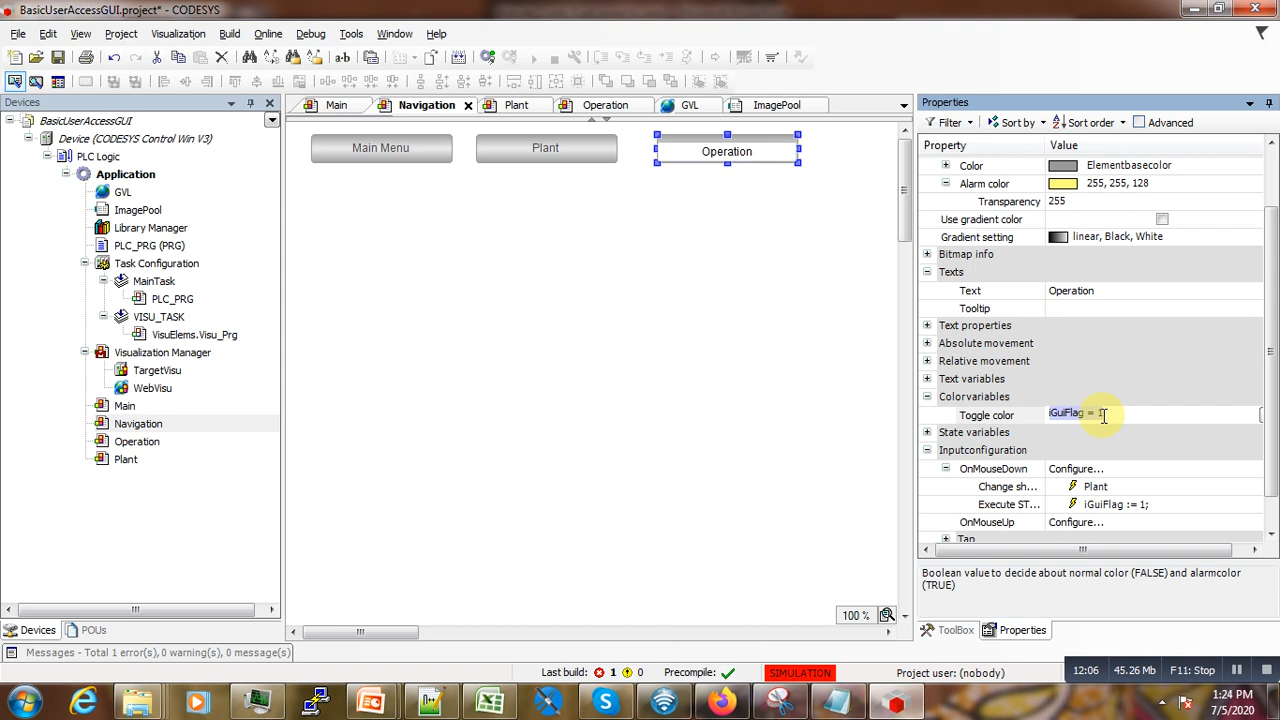 BasicUserAccessGUI.project* - CODESYS
File Edit View Project Visualization Build Online Debug Tools Window Help
Devices
BasicUserAccessGUI
Device (CODESYS Control Win V3)
PLC Logic
Application
GVL
ImagePool
Library Manager
PLC_PRG (PRG)
Task Configuration
MainTask
PLC_PRG
VISU_TASK
VisuElems.Visu_Prg
Visualization Manager
TargetVisu
WebVisu
Main
Navigation
Operation
Plant
Devices POUs
Main Navigation Plant Operation GVL ImagePool
Main Menu Plant Operation
100 %
Properties
Filter Sort by Sort order Advanced
Property Value
Color Elementbasecolor
Alarm color 255, 255, 128
Transparency 255
Use gradient color
Gradient setting linear, Black, White
Bitmap info
Texts
Text Operation
Tooltip
Text properties
Absolute movement
Relative movement
Text variables
Colorvariables
Toggle color iGuiFlag = 1
State variables
Inputconfiguration
OnMouseDown Configure...
Change sh... Plant
Execute ST... iGuiFlag := 1;
OnMouseUp Configure...
Tap
Boolean value to decide about normal color (FALSE) and alarmcolor
(TRUE)
ToolBox Properties
Messages - Total 1 error(s), 0 warning(s), 0 message(s)
Last build: 1 0 Precompile: SIMULATION Project user: (nobody)
12:06 45.26 Mb F11: Stop
1:24 PM
7/5/2020